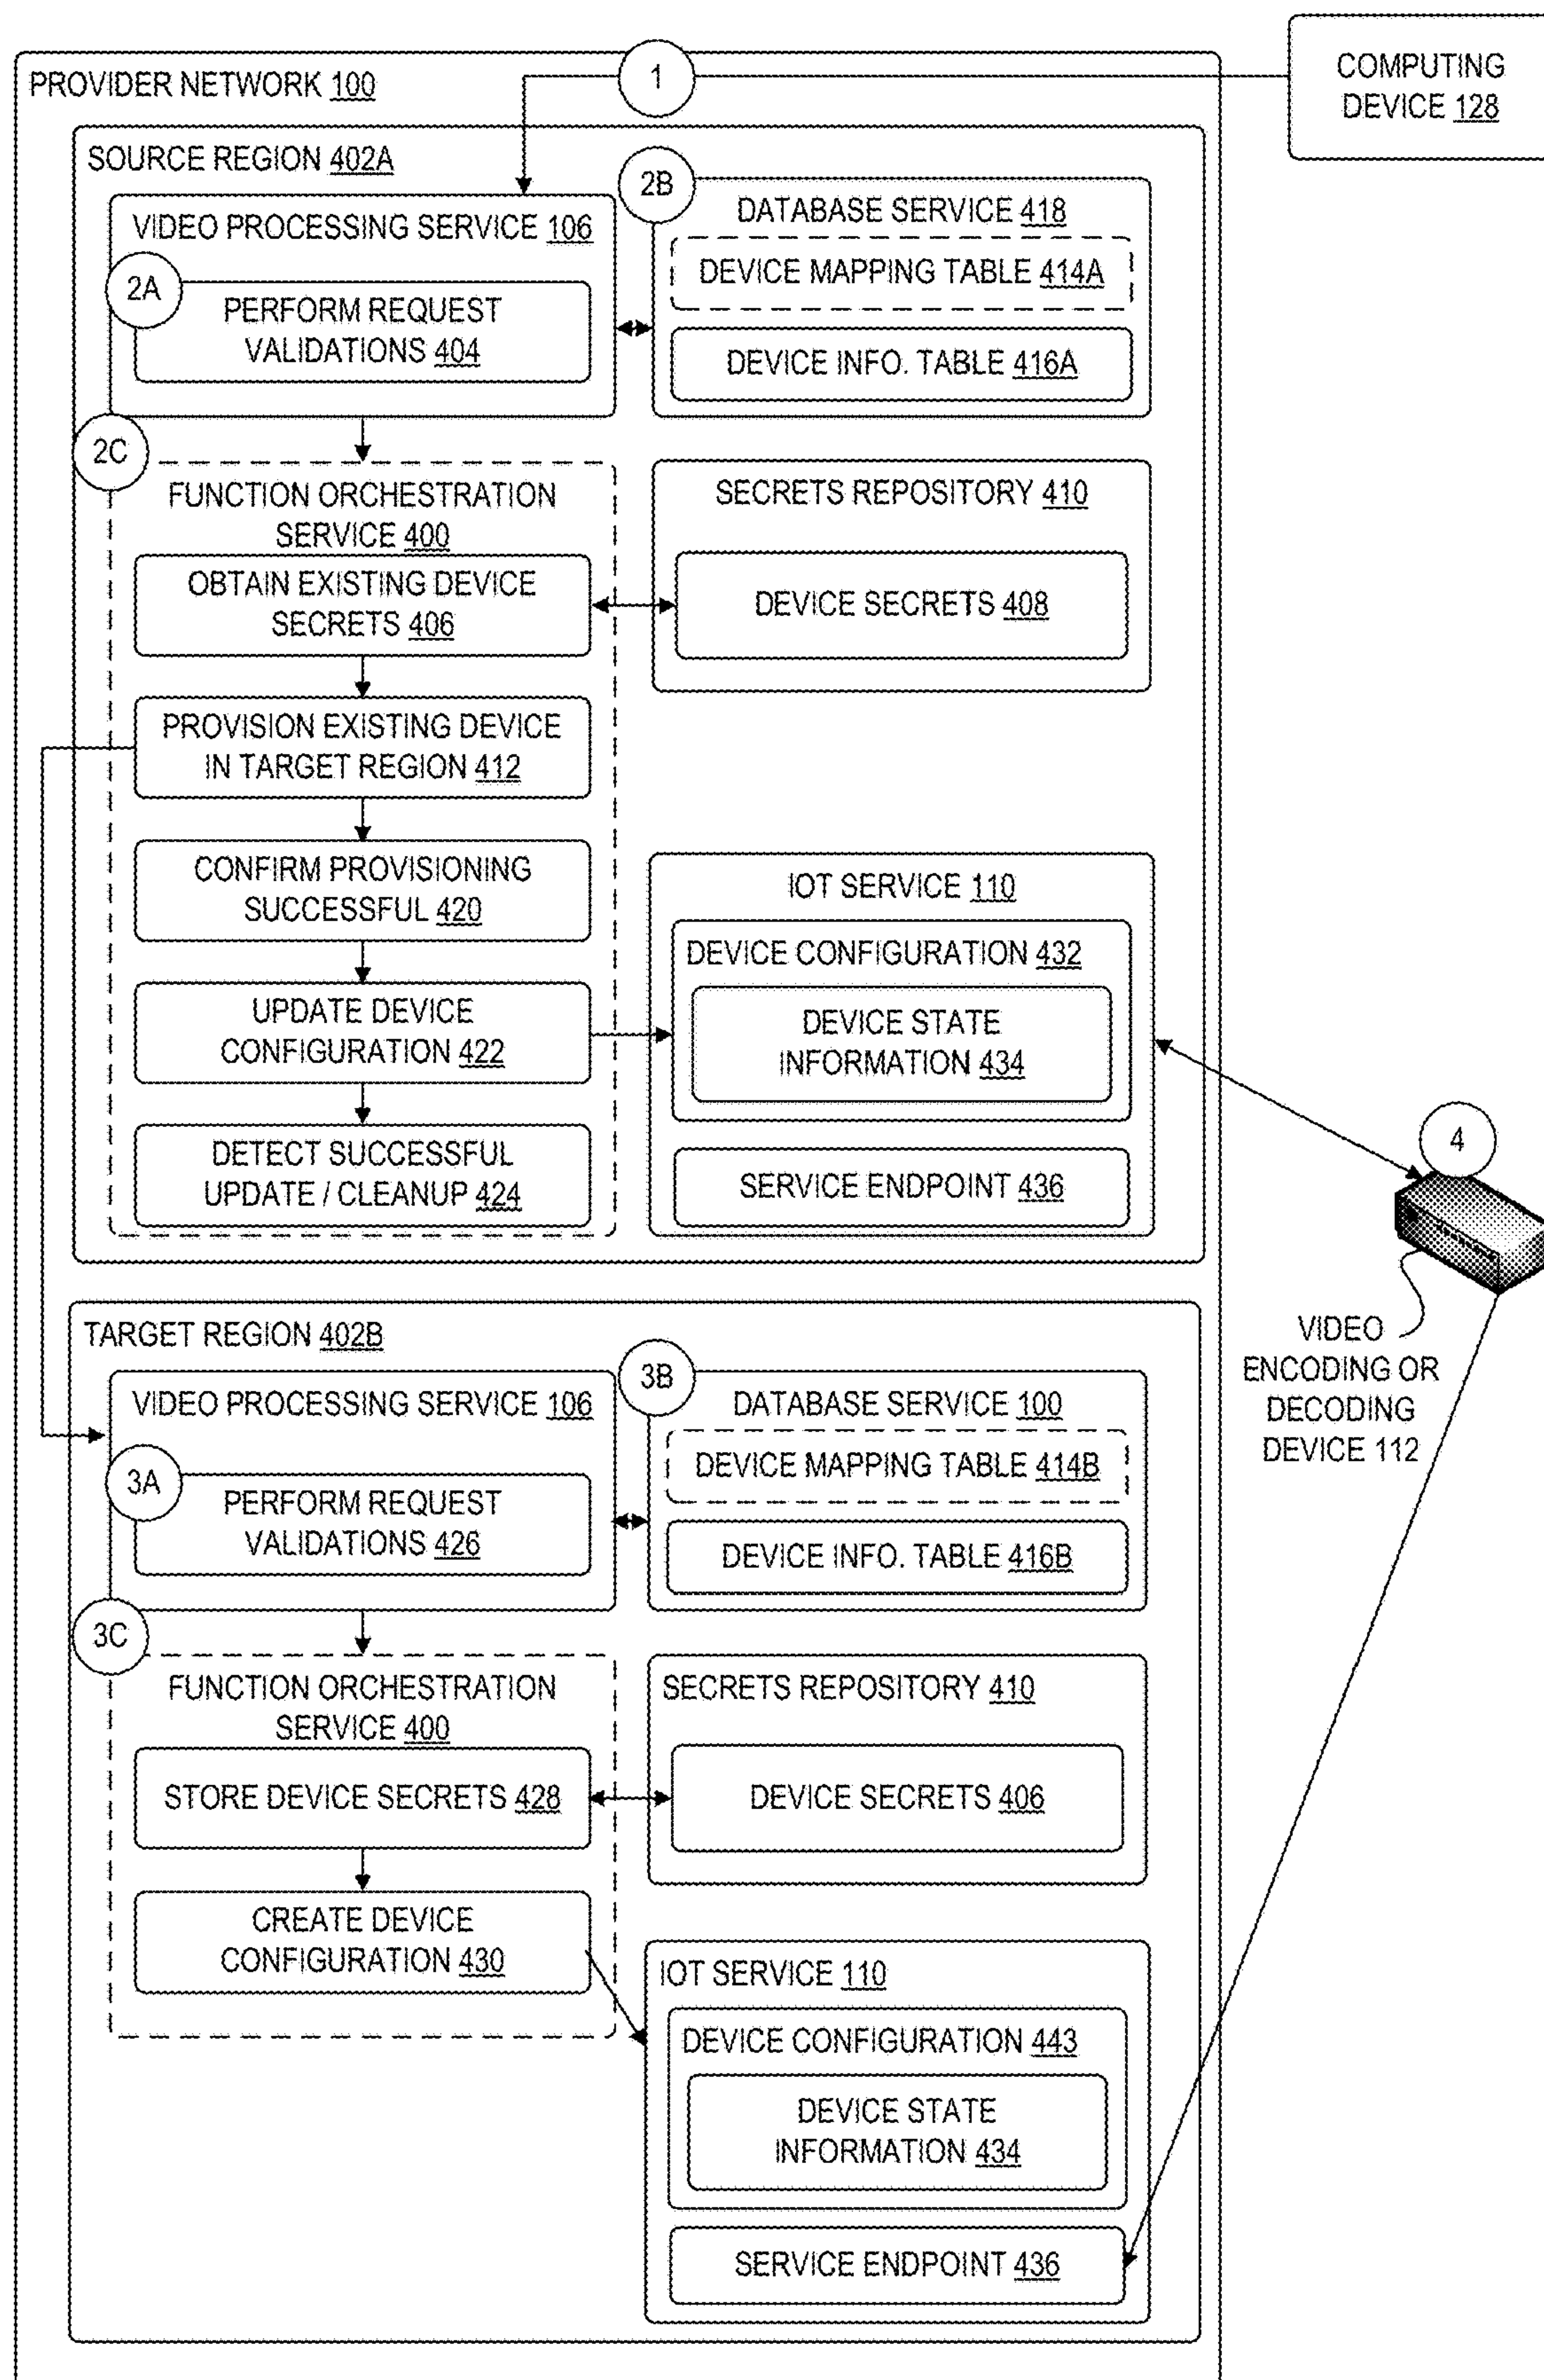 COMPUTING
DEVICE 128
PROVIDER NETWORK 100
1
SOURCE REGION 402A
VIDEO PROCESSING SERVICE 106
2A
PERFORM REQUEST
VALIDATIONS 404
2B
DATABASE SERVICE 418
DEVICE MAPPING TABLE 414A
DEVICE INFO. TABLE 416A
2C
FUNCTION ORCHESTRATION
SERVICE 400
OBTAIN EXISTING DEVICE
SECRETS 406
SECRETS REPOSITORY 410
DEVICE SECRETS 408
PROVISION EXISTING DEVICE
IN TARGET REGION 412
CONFIRM PROVISIONING
SUCCESSFUL 420
UPDATE DEVICE
CONFIGURATION 422
DETECT SUCCESSFUL
UPDATE / CLEANUP 424
IOT SERVICE 110
DEVICE CONFIGURATION 432
DEVICE STATE
INFORMATION 434
SERVICE ENDPOINT 436
4
VIDEO
ENCODING OR
DECODING
DEVICE 112
TARGET REGION 402B
VIDEO PROCESSING SERVICE 106
3A
PERFORM REQUEST
VALIDATIONS 426
3B
DATABASE SERVICE 100
DEVICE MAPPING TABLE 414B
DEVICE INFO. TABLE 416B
3C
FUNCTION ORCHESTRATION
SERVICE 400
STORE DEVICE SECRETS 428
SECRETS REPOSITORY 410
DEVICE SECRETS 406
CREATE DEVICE
CONFIGURATION 430
IOT SERVICE 110
DEVICE CONFIGURATION 443
DEVICE STATE
INFORMATION 434
SERVICE ENDPOINT 436